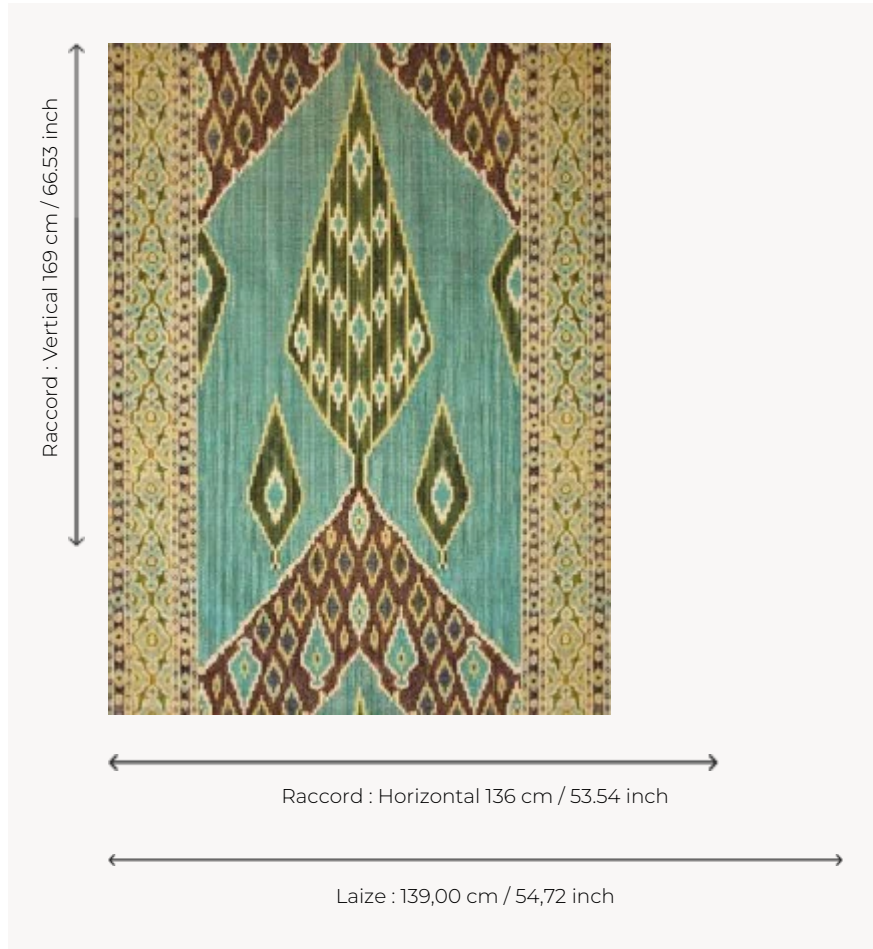 Raccord : Vertical 169 cm / 66.53 inch
Raccord : Horizontal 136 cm / 53.54 inch
Laize : 139,00 cm / 54,72 inch